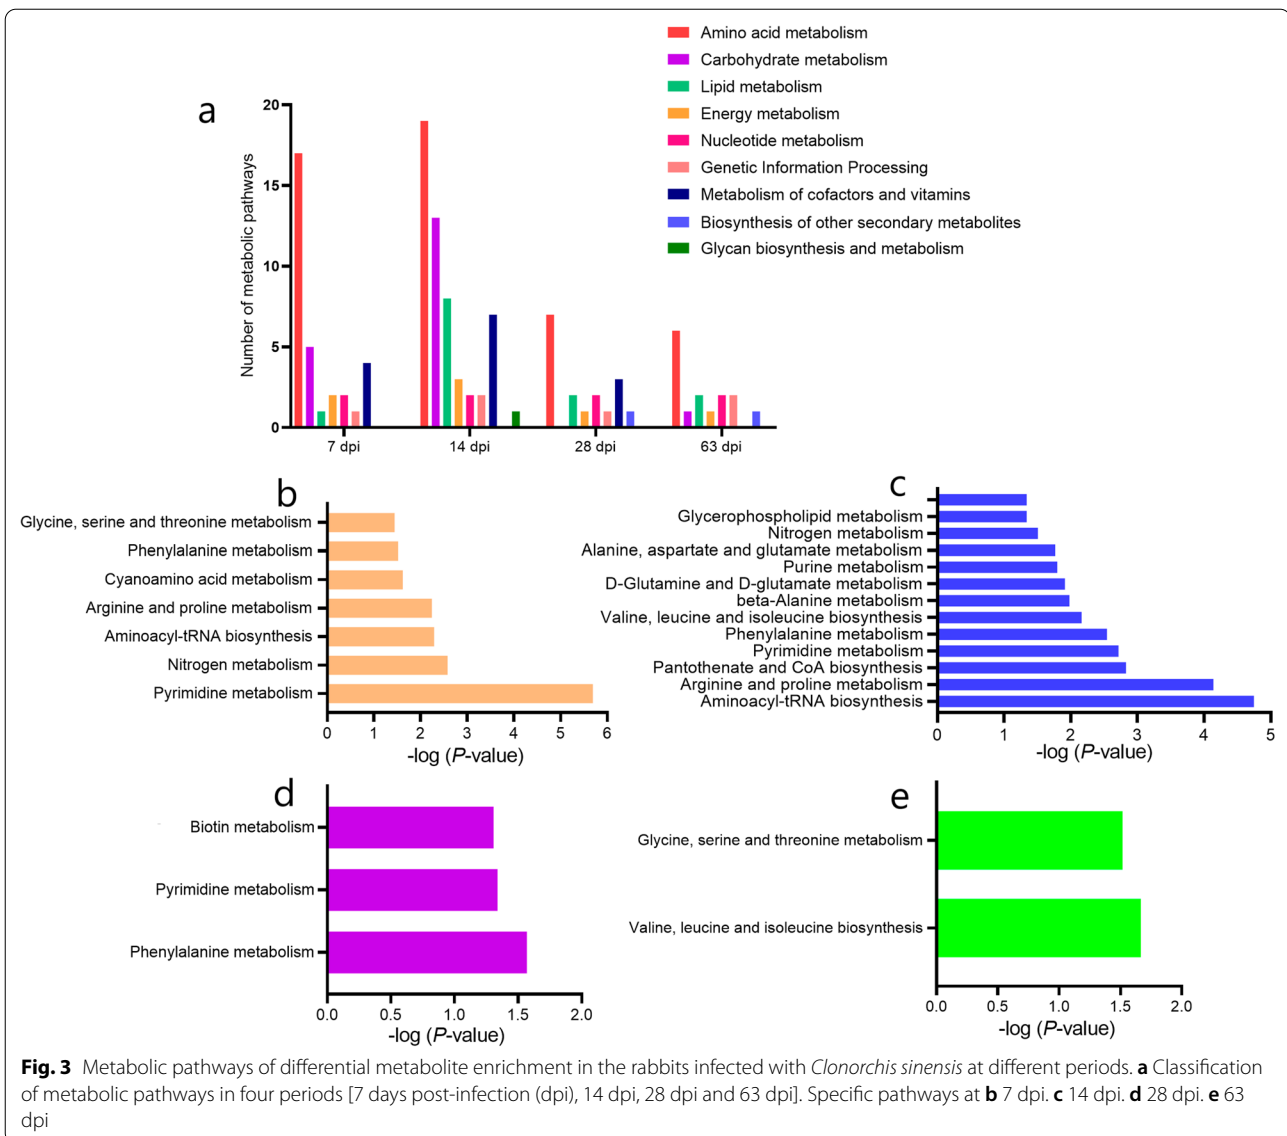 Amino acid metabolism
Carbohydrate metabolism
Lipid metabolism
Energy metabolism
Nucleotide metabolism
Genetic Information Processing
Metabolism of cofactors and vitamins
Biosynthesis of other secondary metabolites
Glycan biosynthesis and metabolism
a
Number of metabolic pathways
20
15
10
5
0
7 dpi 14 dpi 28 dpi 63 dpi
b
Glycine, serine and threonine metabolism
Phenylalanine metabolism
Cyanoamino acid metabolism
Arginine and proline metabolism
Aminoacyl-tRNA biosynthesis
Nitrogen metabolism
Pyrimidine metabolism
0 1 2 3 4 5 6
-log (P-value)
c
Glycerophospholipid metabolism
Nitrogen metabolism
Alanine, aspartate and glutamate metabolism
Purine metabolism
D-Glutamine and D-glutamate metabolism
beta-Alanine metabolism
Valine, leucine and isoleucine biosynthesis
Phenylalanine metabolism
Pyrimidine metabolism
Pantothenate and CoA biosynthesis
Arginine and proline metabolism
Aminoacyl-tRNA biosynthesis
0 1 2 3 4 5
-log (P-value)
d
Biotin metabolism
Pyrimidine metabolism
Phenylalanine metabolism
0.0 0.5 1.0 1.5 2.0
-log (P-value)
e
Glycine, serine and threonine metabolism
Valine, leucine and isoleucine biosynthesis
0.0 0.5 1.0 1.5 2.0
-log (P-value)
Fig. 3 Metabolic pathways of differential metabolite enrichment in the rabbits infected with Clonorchis sinensis at different periods. a Classification
of metabolic pathways in four periods [7 days post-infection (dpi), 14 dpi, 28 dpi and 63 dpi]. Specific pathways at b 7 dpi. c 14 dpi. d 28 dpi. e 63
dpi